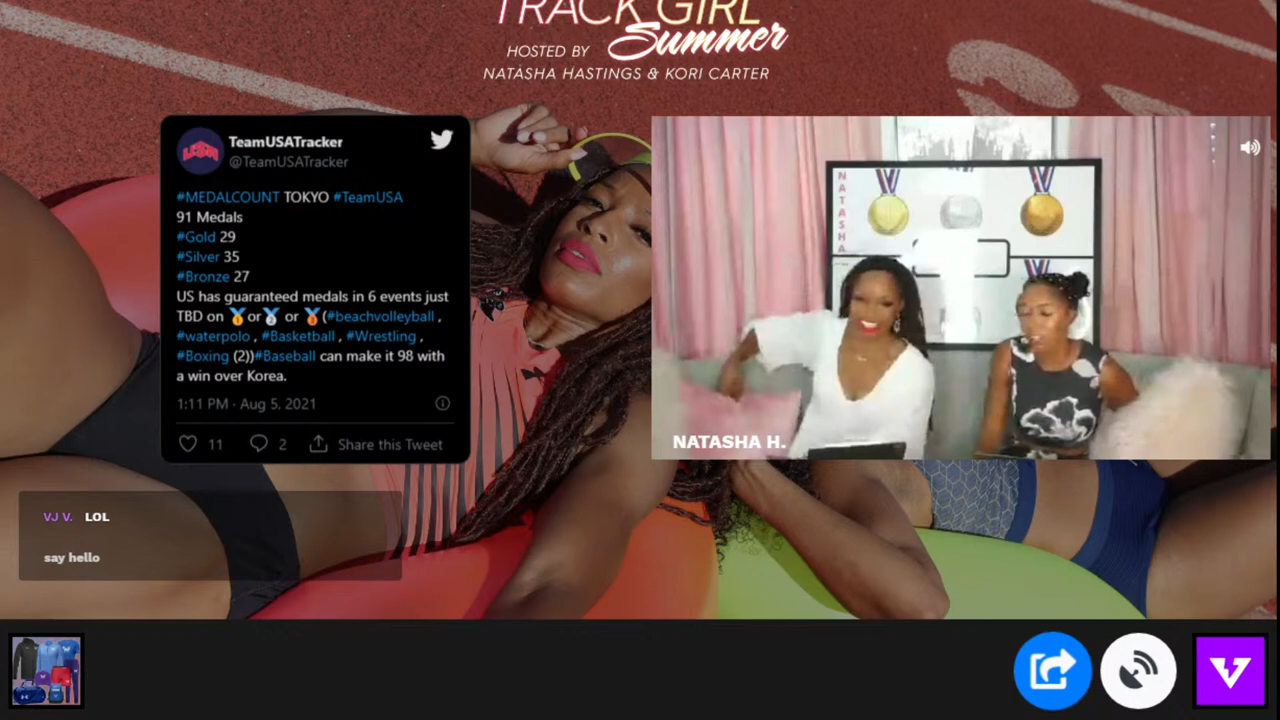 TRACK GIRL
Summer
HOSTED BY
NATASHA HASTINGS & KORI CARTER
TeamUSATracker
@TeamUSATracker
#MEDALCOUNT TOKYO #TeamUSA
91 Medals
#Gold 29
#Silver 35
#Bronze 27
US has guaranteed medals in 6 events just
TBD on 🥇or🥈 or 🥉(#beachvolleyball ,
#waterpolo , #Basketball , #Wrestling ,
#Boxing (2))#Baseball can make it 98 with
a win over Korea.
1:11 PM · Aug 5, 2021
11
2
Share this Tweet
NATASHA
NATASHA H.
VJ V. LOL
say hello